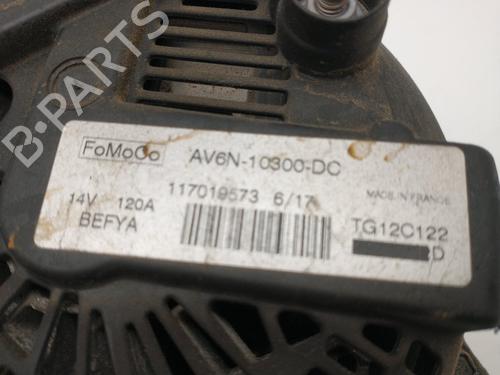 B-PARTS
FoMoCo AV6N-10300-DC
14V 120A 117019573 6/17 MADE IN FRANCE
BEFYA TG12C122